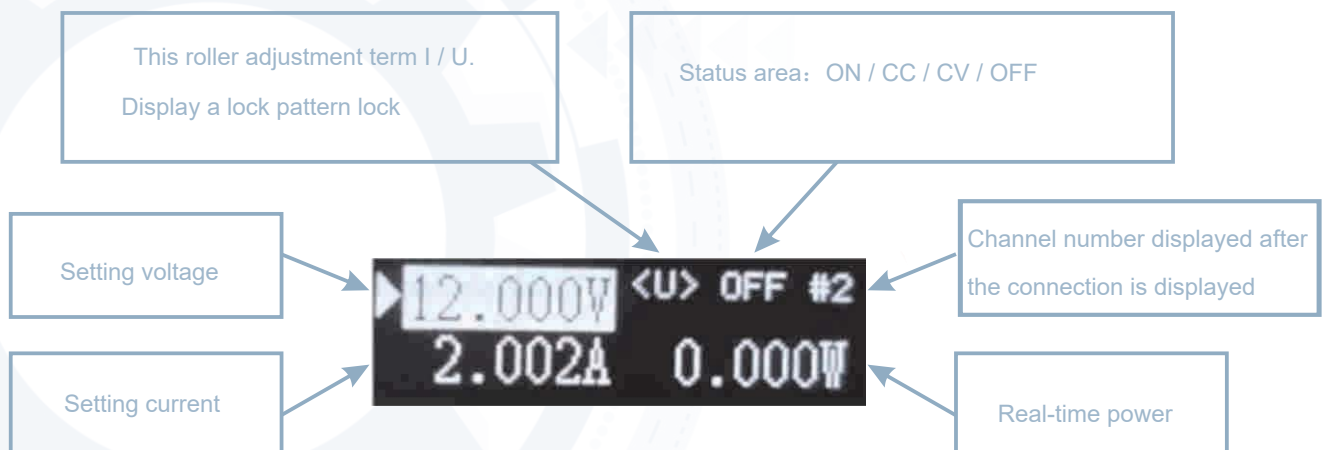 This roller adjustment term I / U.
Display a lock pattern lock
Status area：ON / CC / CV / OFF
Setting voltage
Channel number displayed after
the connection is displayed
12.000V <U> OFF #2
2.002A 0.000W
Setting current
Real-time power